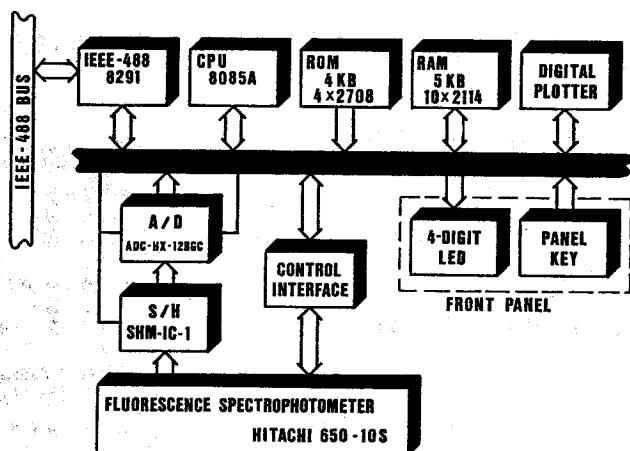 IEEE-488 BUS
IEEE-488
8291
CPU
8085A
ROM
4 KB
4×2708
RAM
5 KB
10×2114
DIGITAL
PLOTTER
A/D
ADC-HX-12BGC
S/H
SHM-IC-1
CONTROL
INTERFACE
4-DIGIT
LED
PANEL
KEY
FRONT PANEL
FLUORESCENCE SPECTROPHOTOMETER
HITACHI 650-10S